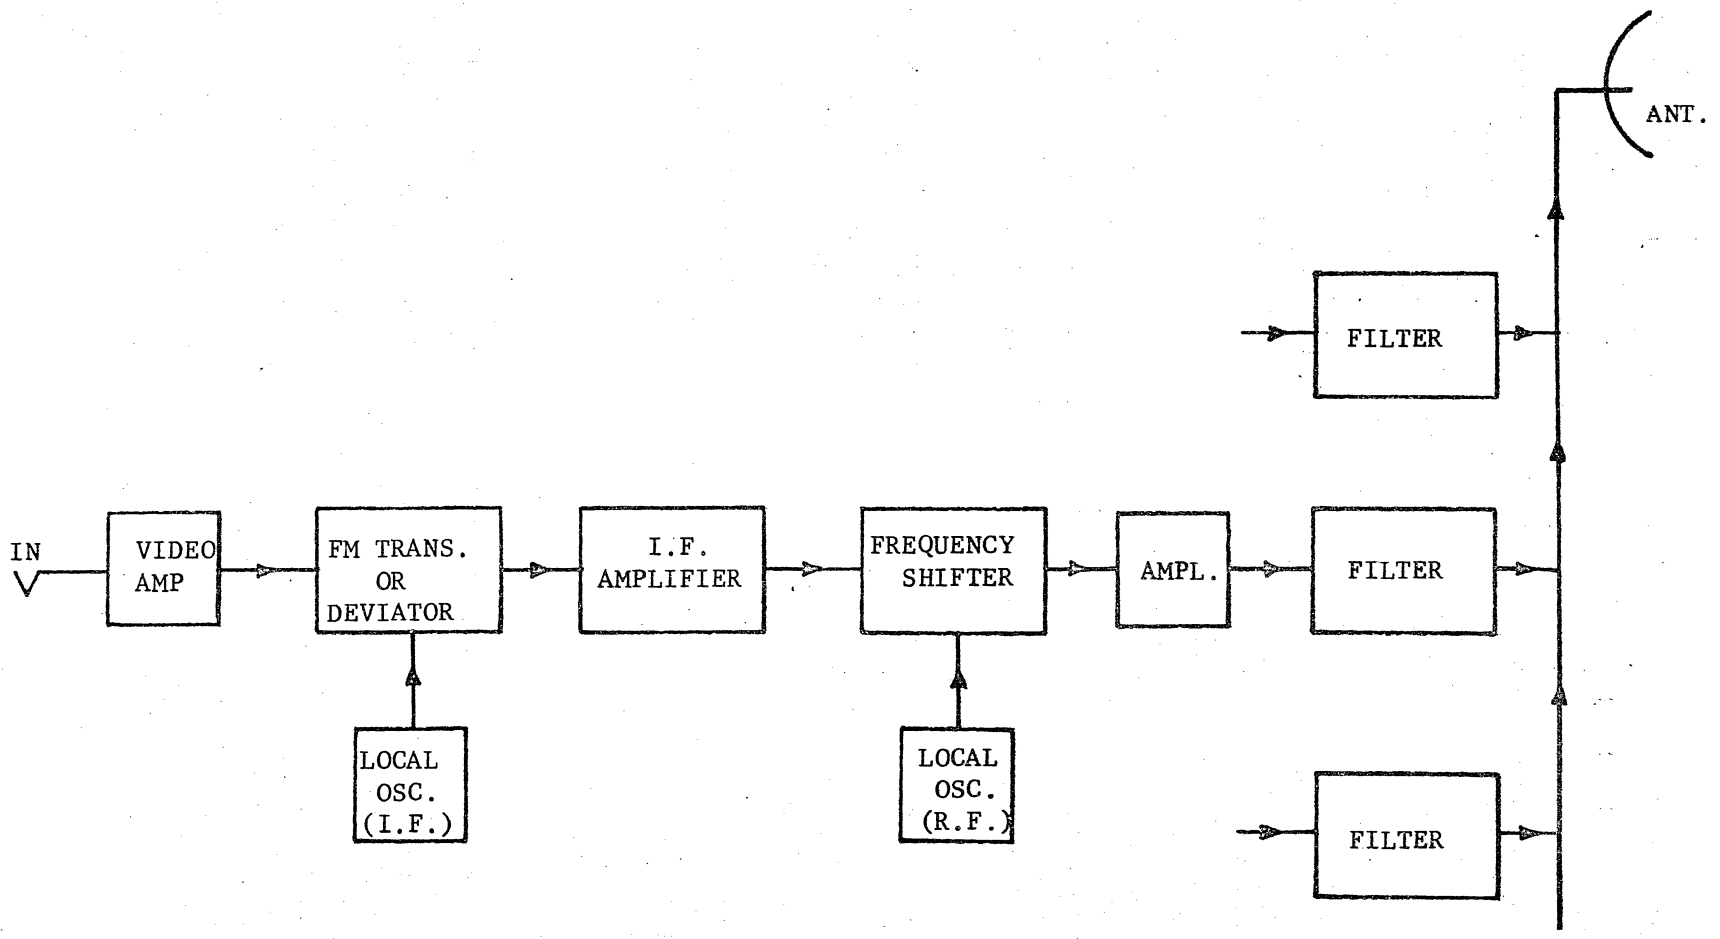 ANT.
FILTER
IN
VIDEO
AMP
FM TRANS.
OR
DEVIATOR
I.F.
AMPLIFIER
FREQUENCY
SHIFTER
AMPL.
FILTER
LOCAL
OSC.
(I.F.)
LOCAL
OSC.
(R.F.)
FILTER